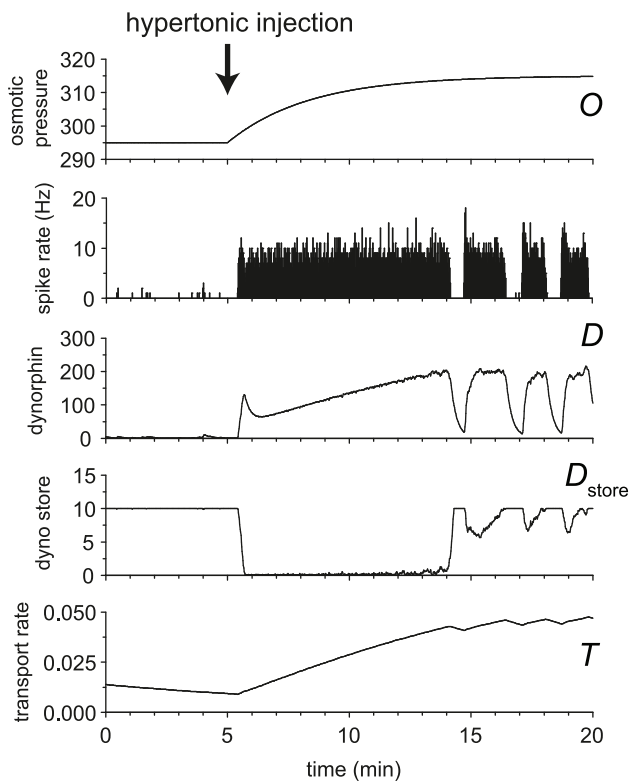 hypertonic injection
osmotic
pressure
320
310
300
290
O
spike rate (Hz)
20
10
0
D
dynorphin
300
200
100
0
D store
dyno store
15
10
5
0
transport rate
0.050
0.025
0.000
T
0
5
10
15
20
time (min)